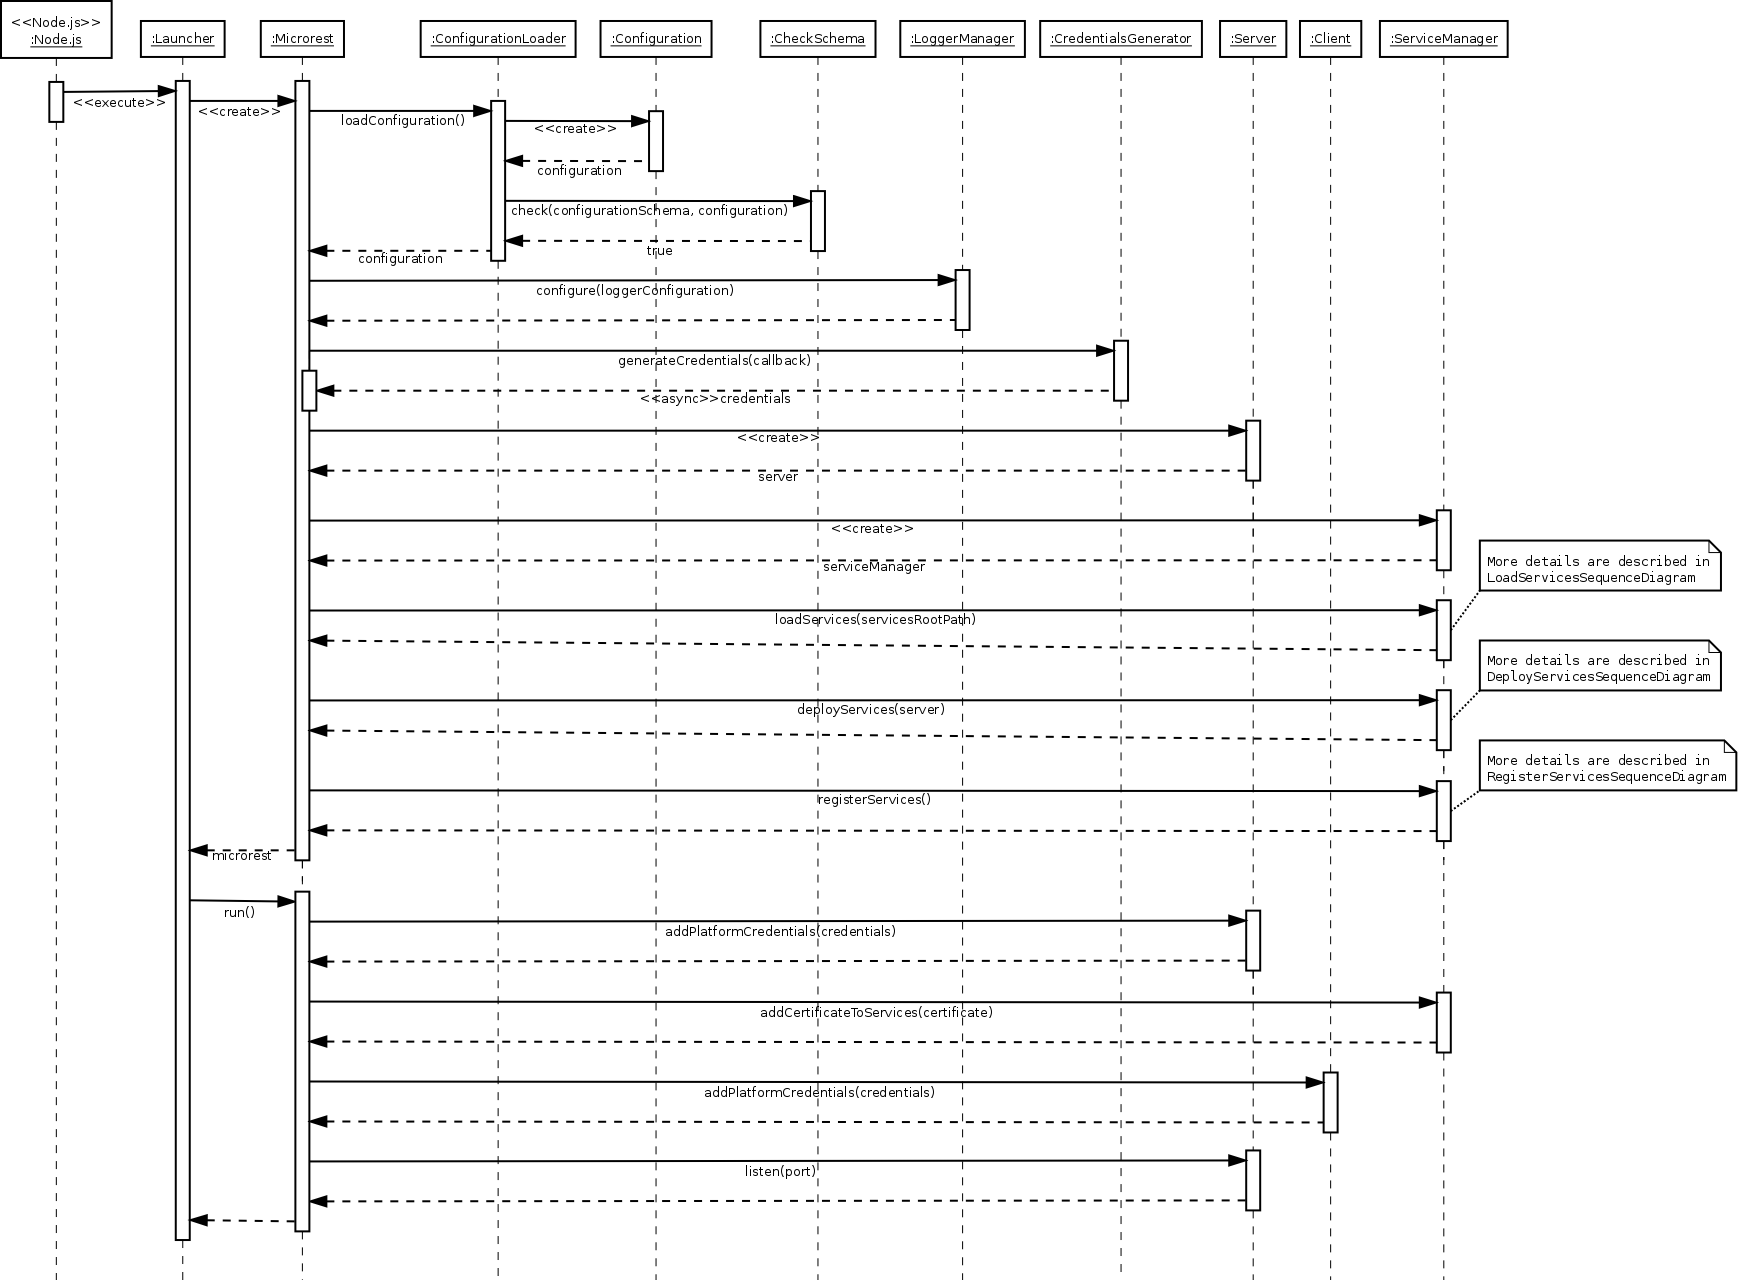 <<Node.js>>
:Node.js
:Launcher
:Microrest
:ConfigurationLoader
:Configuration
:CheckSchema
:LoggerManager
:CredentialsGenerator
:Server
:Client
:ServiceManager
<<execute>>
<<create>>
loadConfiguration()
<<create>>
configuration
check(configurationSchema, configuration)
true
configuration
configure(loggerConfiguration)
generateCredentials(callback)
<<async>>credentials
<<create>>
server
<<create>>
serviceManager
More details are described in
LoadServicesSequenceDiagram
loadServices(servicesRootPath)
More details are described in
DeployServicesSequenceDiagram
deployServices(server)
More details are described in
RegisterServicesSequenceDiagram
registerServices()
microrest
run()
addPlatformCredentials(credentials)
addCertificateToServices(certificate)
addPlatformCredentials(credentials)
listen(port)